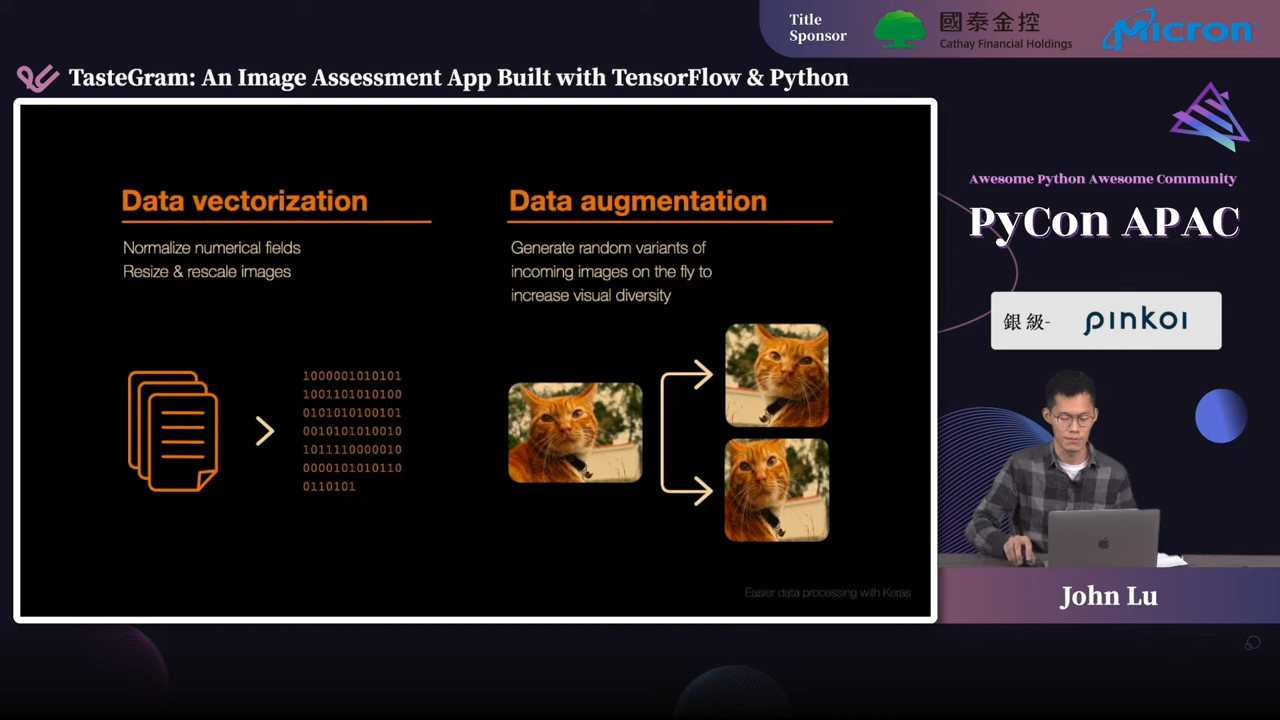 Title
Sponsor
國泰金控
Cathay Financial Holdings
Micron
TasteGram: An Image Assessment App Built with TensorFlow & Python
Data vectorization
Normalize numerical fields
Resize & rescale images
1000001010101
1001101010100
0101010100101
0010101010010
1011110000010
0000101010110
0110101
Data augmentation
Generate random variants of
incoming images on the fly to
increase visual diversity
Easier data processing with Keras
Awesome Python Awesome Community
PyCon APAC
銀級-
pinkoi
John Lu